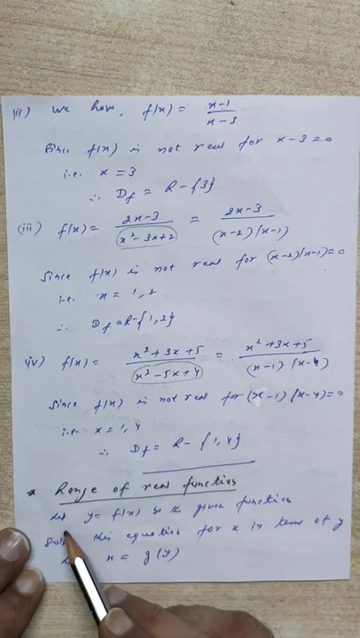 ii) We have, f(x) = x-1 / x-3
Since f(x) is not real for x-3=0
i.e. x = 3
∴ Df = R-{3}
(iii) f(x) = 2x-3 / x²-3x+2 = 2x-3 / (x-2)(x-1)
Since f(x) is not real for (x-2)(x-1)=0
i.e. x = 1,2
∴ Df = R-{1,2}
(iv) f(x) = x²+3x+5 / x²-5x+4 = x²+3x+5 / (x-1)(x-4)
Since f(x) is not real for (x-1)(x-4)=0
i.e. x = 1,4
∴ Df = R-{1,4}
* Range of real function
Let y = f(x) be the given function
this equation for x in term of y
x = g(y)